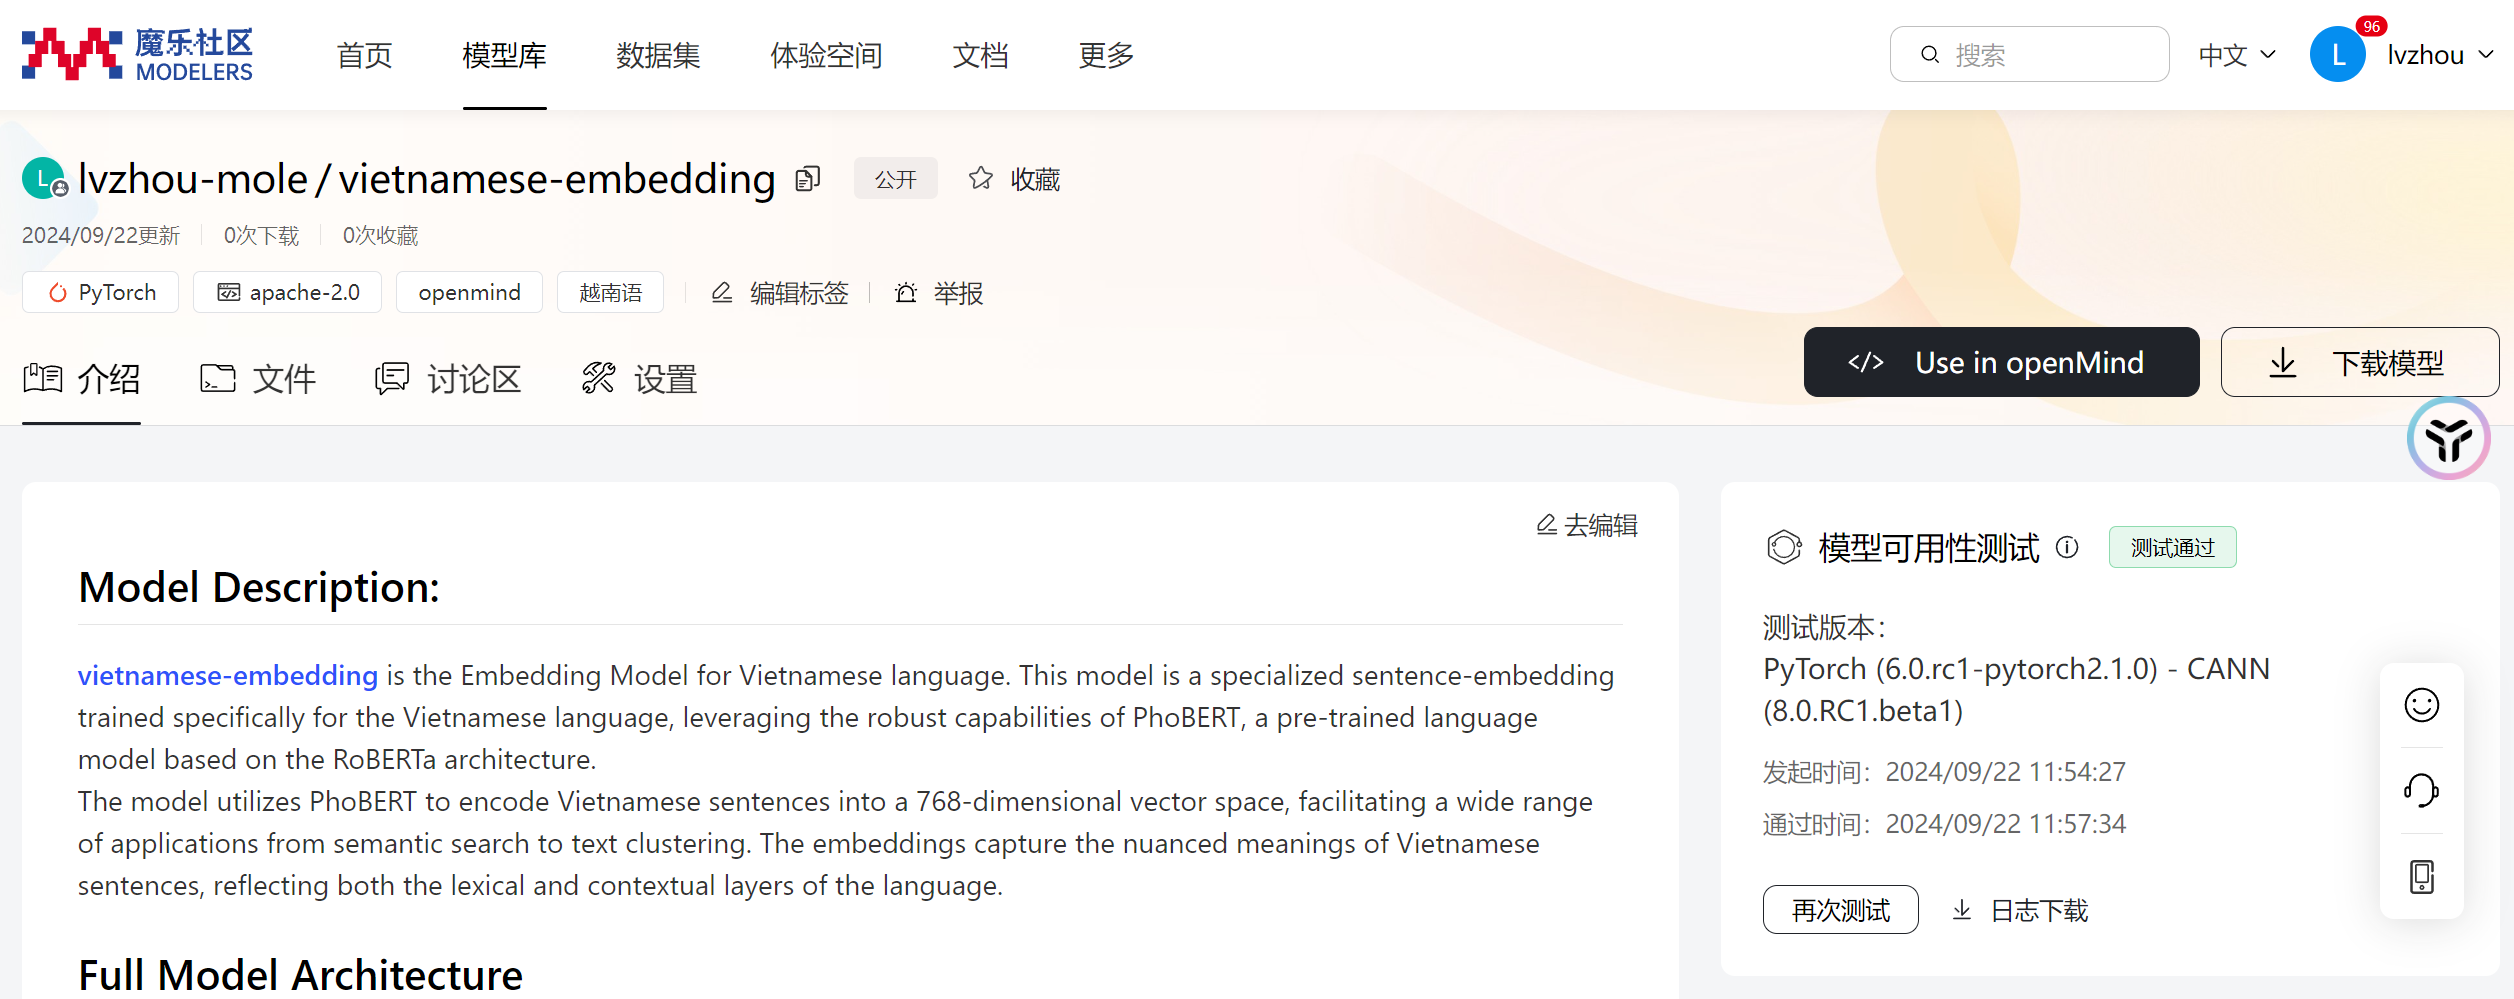 魔乐社区
MODELERS
首页 模型库 数据集 体验空间 文档 更多
搜索
中文
L
96
lvzhou
L
lvzhou-mole / vietnamese-embedding
公开
收藏
2024/09/22更新 0次下载 0次收藏
PyTorch apache-2.0 openmind 越南语 编辑标签 举报
介绍 文件 讨论区 设置
</> Use in openMind
下载模型
去编辑
Model Description:
vietnamese-embedding is the Embedding Model for Vietnamese language. This model is a specialized sentence-embedding
trained specifically for the Vietnamese language, leveraging the robust capabilities of PhoBERT, a pre-trained language
model based on the RoBERTa architecture.
The model utilizes PhoBERT to encode Vietnamese sentences into a 768-dimensional vector space, facilitating a wide range
of applications from semantic search to text clustering. The embeddings capture the nuanced meanings of Vietnamese
sentences, reflecting both the lexical and contextual layers of the language.
Full Model Architecture
模型可用性测试
测试通过
测试版本：
PyTorch (6.0.rc1-pytorch2.1.0) - CANN
(8.0.RC1.beta1)
发起时间：2024/09/22 11:54:27
通过时间：2024/09/22 11:57:34
再次测试 日志下载